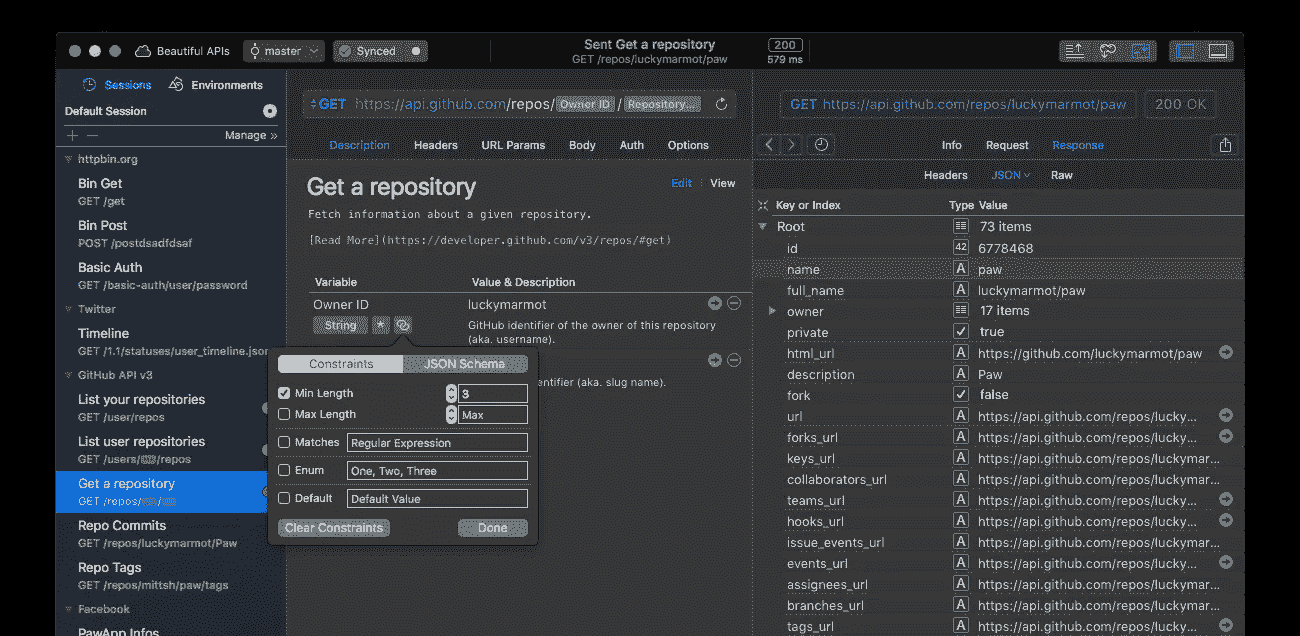 Beautiful APIs
master
Synced
Sent Get a repository
GET /repos/luckymarmot/paw
200
579 ms
Sessions
Environments
Default Session
Manage »
httpbin.org
Bin Get
GET /get
Bin Post
POST /postdsadfdsaf
Basic Auth
GET /basic-auth/user/password
Twitter
Timeline
GET /1.1/statuses/user_timeline.json
GitHub API v3
List your repositories
GET /user/repos
List user repositories
GET /users/ /repos
Get a repository
GET /repos/ /
Repo Commits
GET /repos/luckymarmot/Paw
Repo Tags
GET /repos/mittsh/paw/tags
Facebook
PawApp Infos
GET https://api.github.com/repos/ Owner ID / Repository...
Description Headers URL Params Body Auth Options
Get a repository
Edit View
Fetch information about a given repository.
[Read More](https://developer.github.com/v3/repos/#get)
Variable Value & Description
Owner ID luckymarmot
String * GitHub identifier of the owner of this repository
(aka. username).
entifier (aka. slug name).
Constraints JSON Schema
Min Length 3
Max Length Max
Matches Regular Expression
Enum One, Two, Three
Default Default Value
Clear Constraints Done
GET https://api.github.com/repos/luckymarmot/paw 200 OK
Info Request Response
Headers JSON Raw
Key or Index Type Value
Root 73 items
id 42 6778468
name A paw
full_name A luckymarmot/paw
owner 17 items
private true
html_url A https://github.com/luckymarmot/paw
description A Paw
fork false
url A https://api.github.com/repos/lucky...
forks_url A https://api.github.com/repos/lucky...
keys_url A https://api.github.com/repos/luckymar...
collaborators_url A https://api.github.com/repos/luckymar...
teams_url A https://api.github.com/repos/lucky...
hooks_url A https://api.github.com/repos/lucky...
issue_events_url A https://api.github.com/repos/luckymar...
events_url A https://api.github.com/repos/lucky...
assignees_url A https://api.github.com/repos/luckymar...
branches_url A https://api.github.com/repos/luckymar...
tags_url A https://api.github.com/repos/lucky...